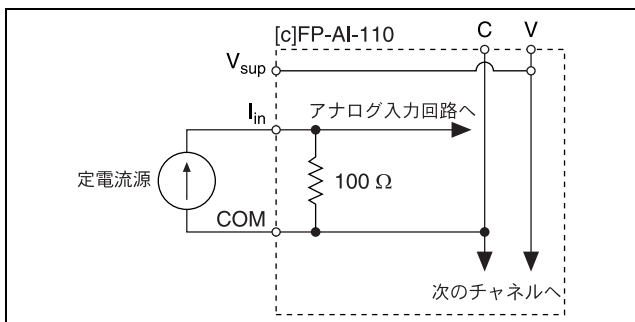 [c]FP-AI-110
C
V
Vsup
Iin
アナログ入力回路へ
定電流源
100 Ω
COM
次のチャネルへ